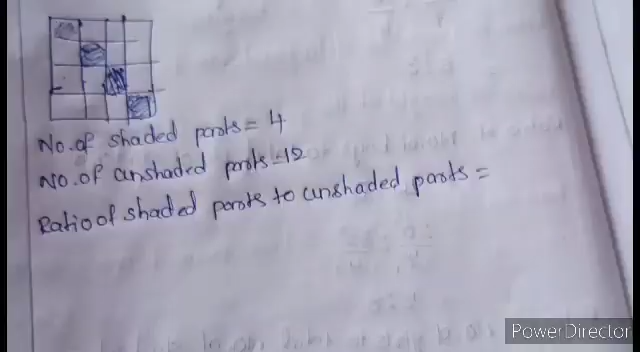 No. of shaded parts = 4
No. of unshaded parts = 12
Ratio of shaded parts to unshaded parts =
PowerDirector